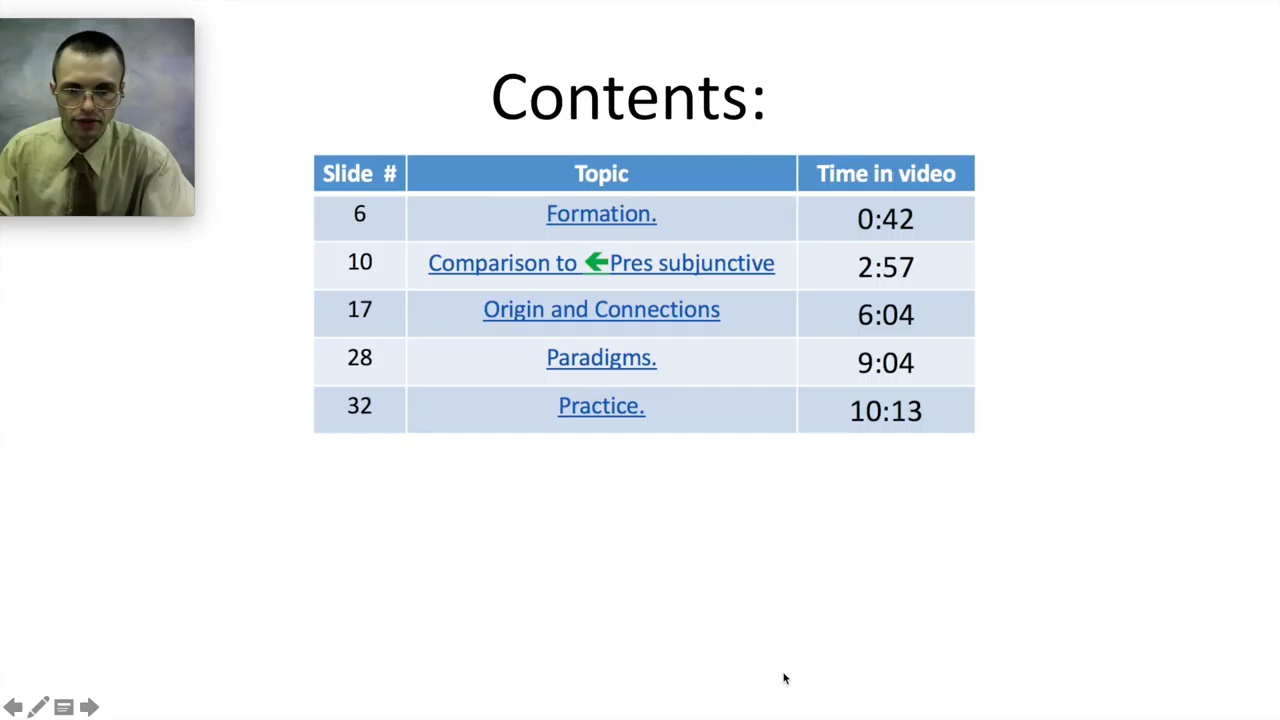 Contents:
Slide # Topic Time in video
6 Formation. 0:42
10 Comparison to ←Pres subjunctive 2:57
17 Origin and Connections 6:04
28 Paradigms. 9:04
32 Practice. 10:13